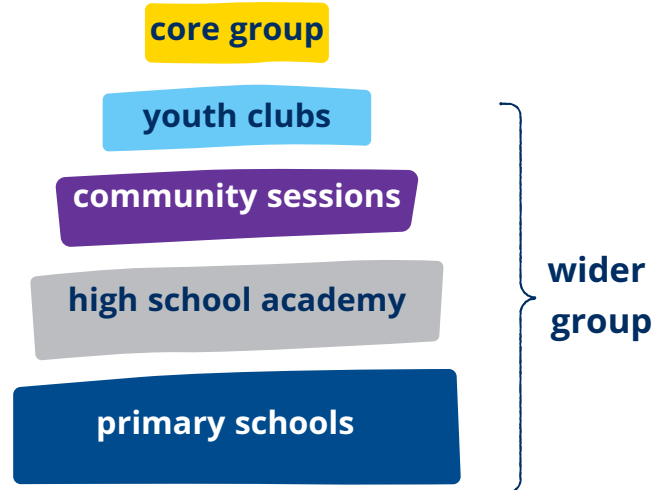 core group
youth clubs
community sessions
high school academy
primary schools
wider
group